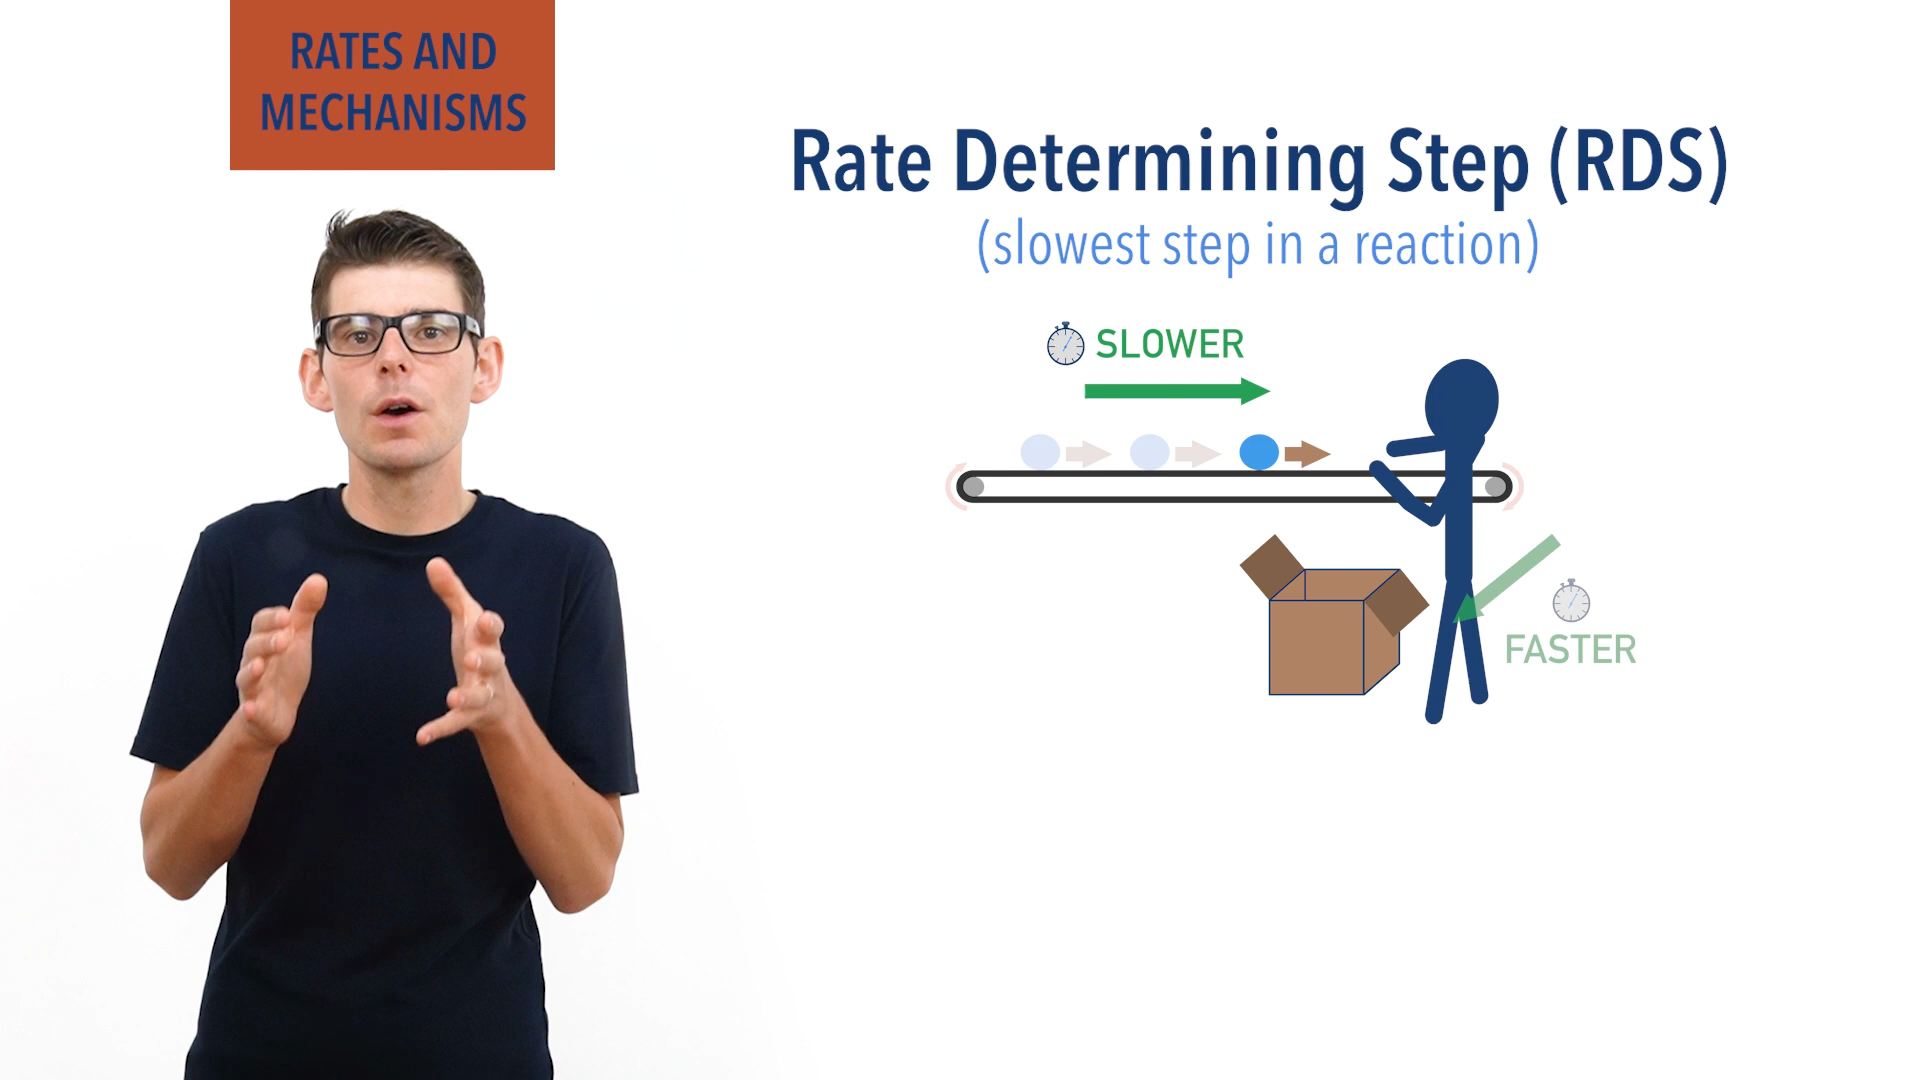 RATES AND
MECHANISMS
Rate Determining Step (RDS)
(slowest step in a reaction)
SLOWER
FASTER